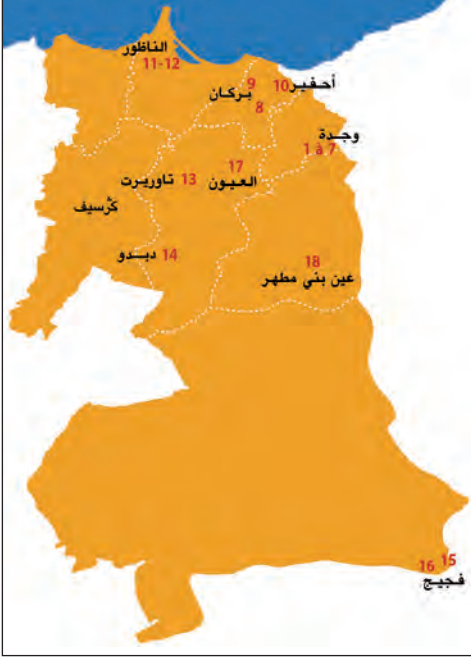 الناظور
11-12
أحفير 10
9
بركان
8
وجدة
1 à 7
17
العيون
13 تاوريرت
كرسيف
14 دبدو
18
عين بني مطهر
16 15
فجيج